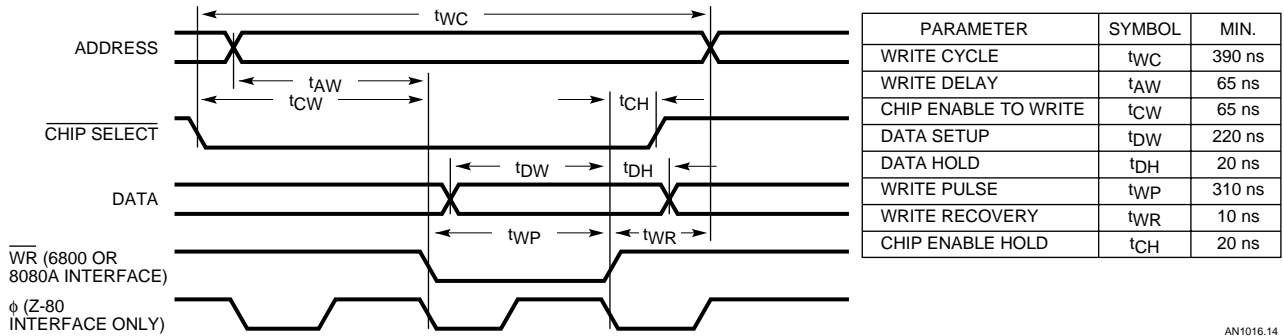 tWC
ADDRESS
tAW
tCW
tCH
CHIP SELECT
tDW
tDH
DATA
tWP
tWR
WR (6800 OR
8080A INTERFACE)
φ (Z-80
INTERFACE ONLY)
PARAMETER SYMBOL MIN.
WRITE CYCLE tWC 390 ns
WRITE DELAY tAW 65 ns
CHIP ENABLE TO WRITE tCW 65 ns
DATA SETUP tDW 220 ns
DATA HOLD tDH 20 ns
WRITE PULSE tWP 310 ns
WRITE RECOVERY tWR 10 ns
CHIP ENABLE HOLD tCH 20 ns
AN1016.14